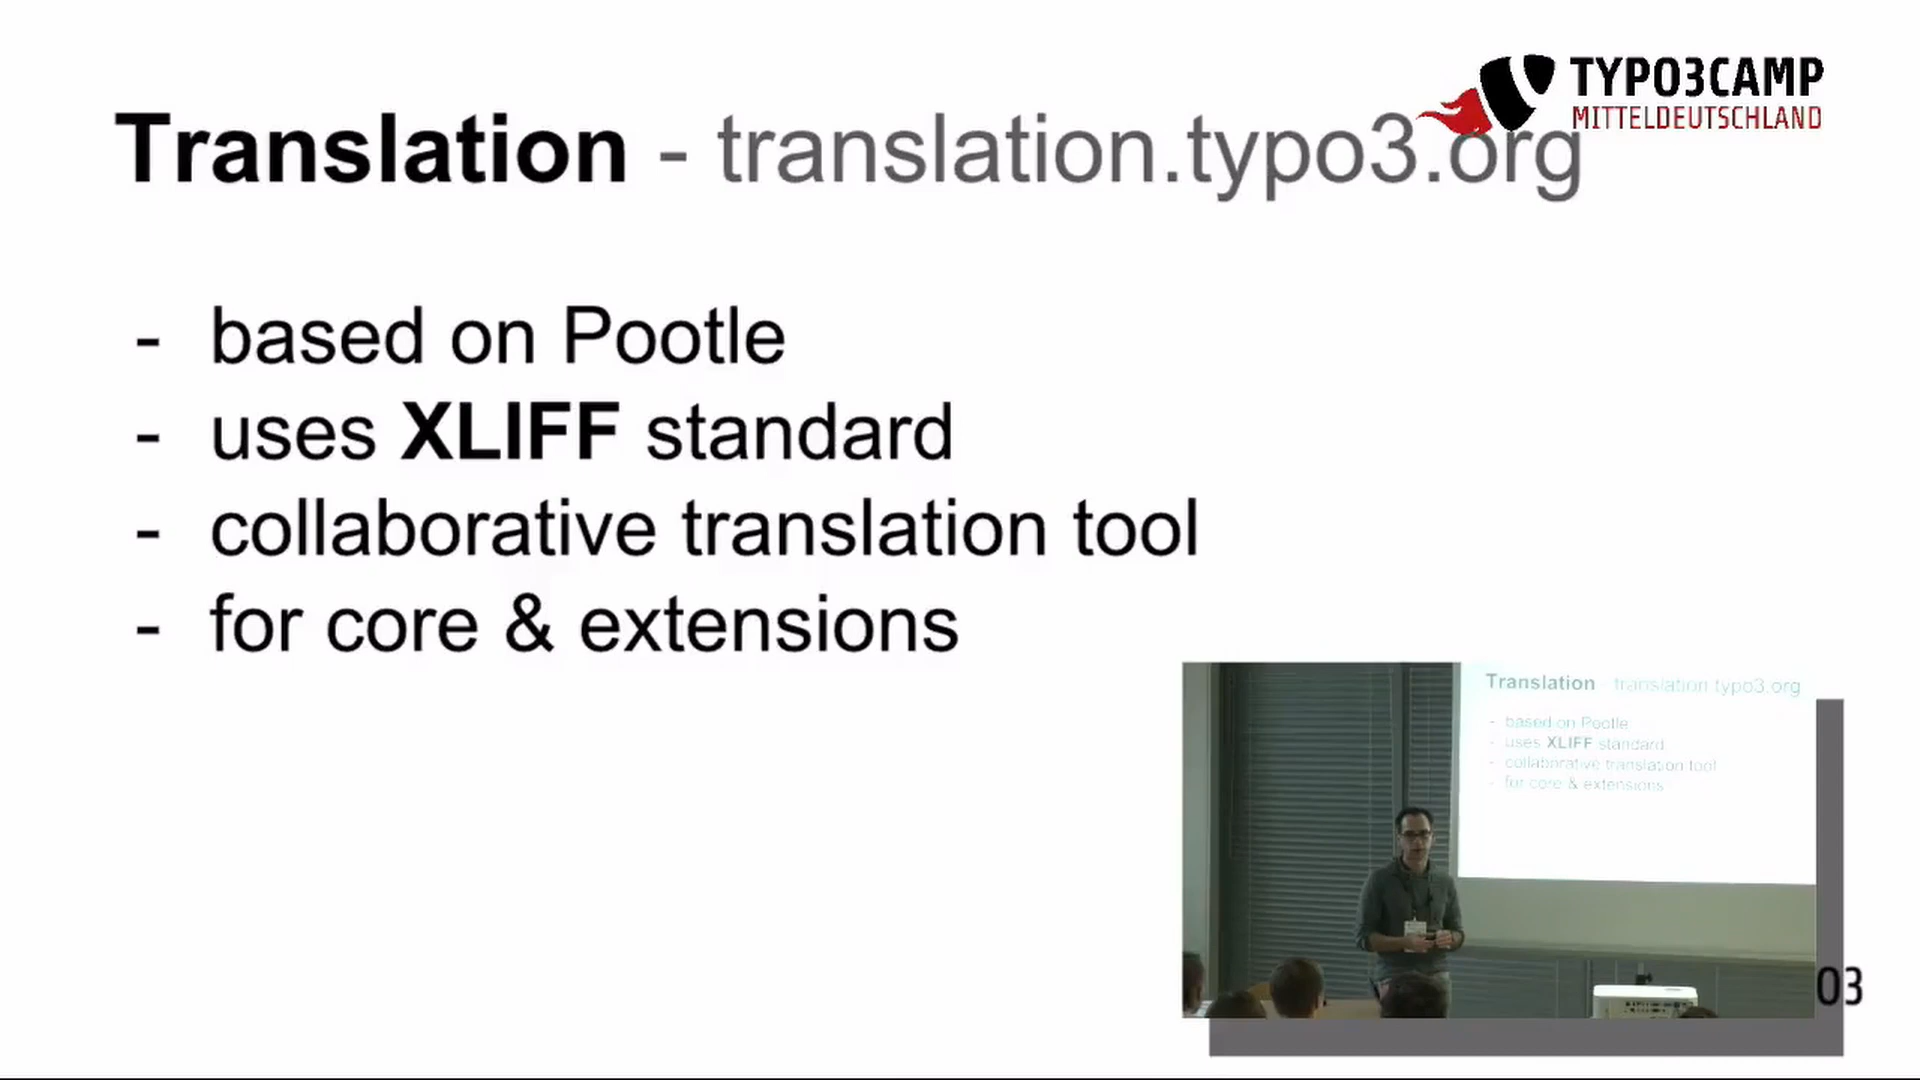 TYPO3CAMP
MITTELDEUTSCHLAND
Translation - translation.typo3.org
- based on Pootle
- uses XLIFF standard
- collaborative translation tool
- for core & extensions
Translation - translation.typo3.org
- based on Pootle
- uses XLIFF standard
- collaborative translation tool
- for core & extensions
03